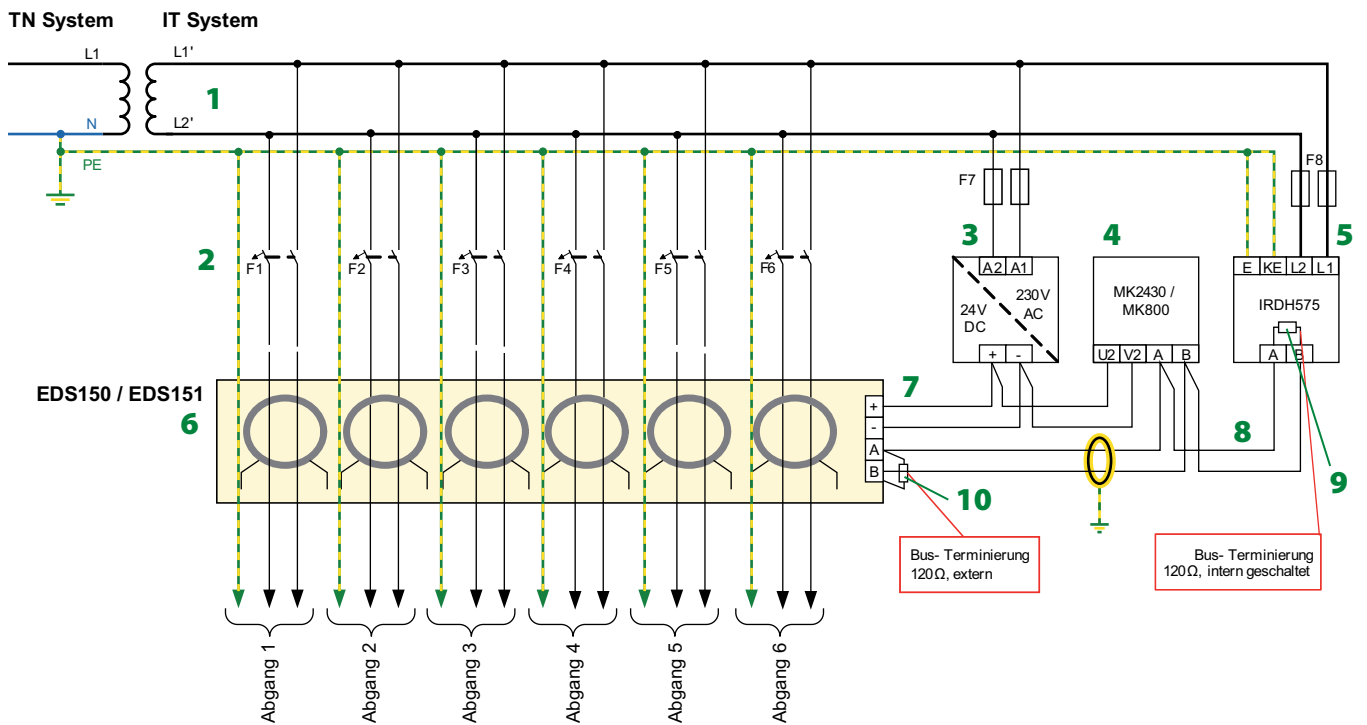 TN System
IT System
L1
L1'
1
N
L2'
PE
F7
F8
2
3
4
5
F1
F2
F3
F4
F5
F6
A2 A1
24V DC
230V AC
+ -
MK2430 /
MK800
U2 V2 A B
E KE L2 L1
IRDH575
A B
EDS150 / EDS151
6
7
+
-
A
B
8
9
10
Bus- Terminierung
120Ω, extern
Bus- Terminierung
120Ω, intern geschaltet
Abgang 1
Abgang 2
Abgang 3
Abgang 4
Abgang 5
Abgang 6